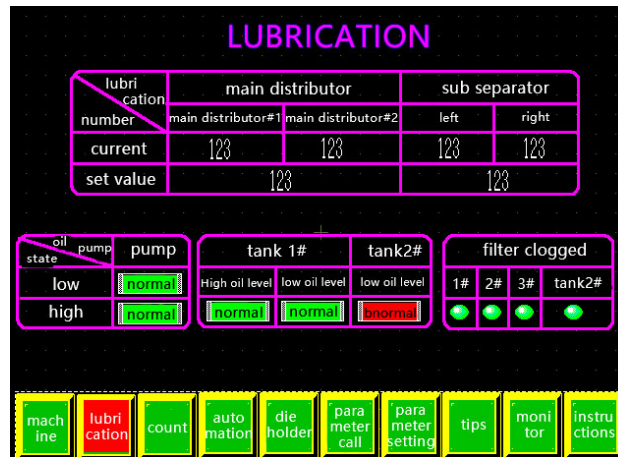 LUBRICATION
lubri
cation
number
main distributor
sub separator
main distributor#1
main distributor#2
left
right
current
123
123
123
123
set value
123
123
oil
pump
state
pump
low
normal
high
normal
tank 1#
tank2#
High oil level
low oil level
low oil level
normal
normal
bnormal
filter clogged
1#
2#
3#
tank2#
mach
ine
lubri
cation
count
auto
mation
die
holder
para
meter
call
para
meter
setting
tips
moni
tor
instru
ctions